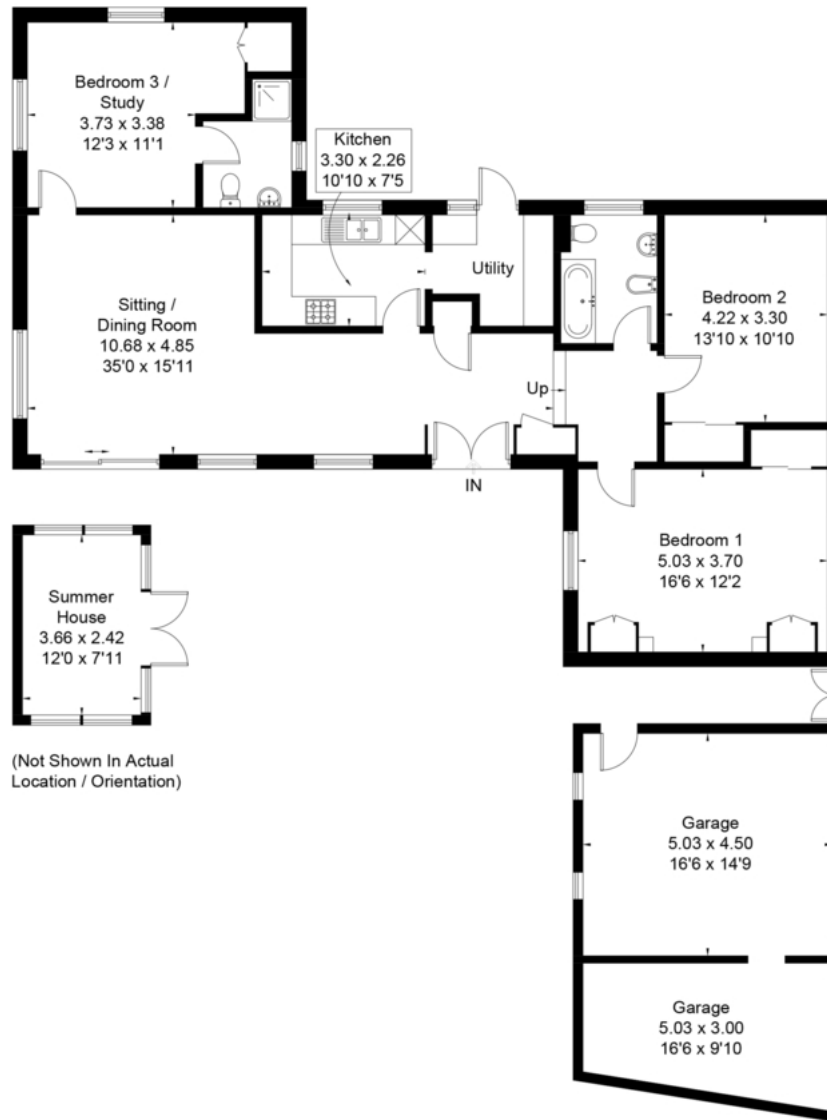 Bedroom 3 /
Study
3.73 x 3.38
12'3 x 11'1
Kitchen
3.30 x 2.26
10'10 x 7'5
Utility
Sitting /
Dining Room
10.68 x 4.85
35'0 x 15'11
Bedroom 2
4.22 x 3.30
13'10 x 10'10
Up
IN
Bedroom 1
5.03 x 3.70
16'6 x 12'2
Summer
House
3.66 x 2.42
12'0 x 7'11
(Not Shown In Actual
Location / Orientation)
Garage
5.03 x 4.50
16'6 x 14'9
Garage
5.03 x 3.00
16'6 x 9'10